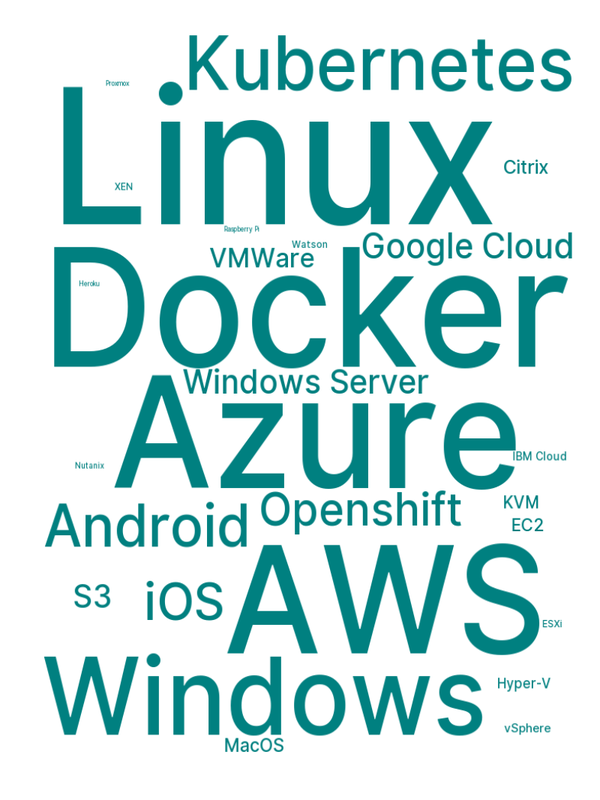 Kubernetes
Proxmox
Linux
Citrix
XEN
Raspberry Pi
Watson
Google Cloud
VMWare
Docker
Heroku
Windows Server
Azure
IBM Cloud
Nutanix
Openshift
KVM
Android
EC2
S3
iOS
AWS
ESXi
Windows
Hyper-V
vSphere
MacOS